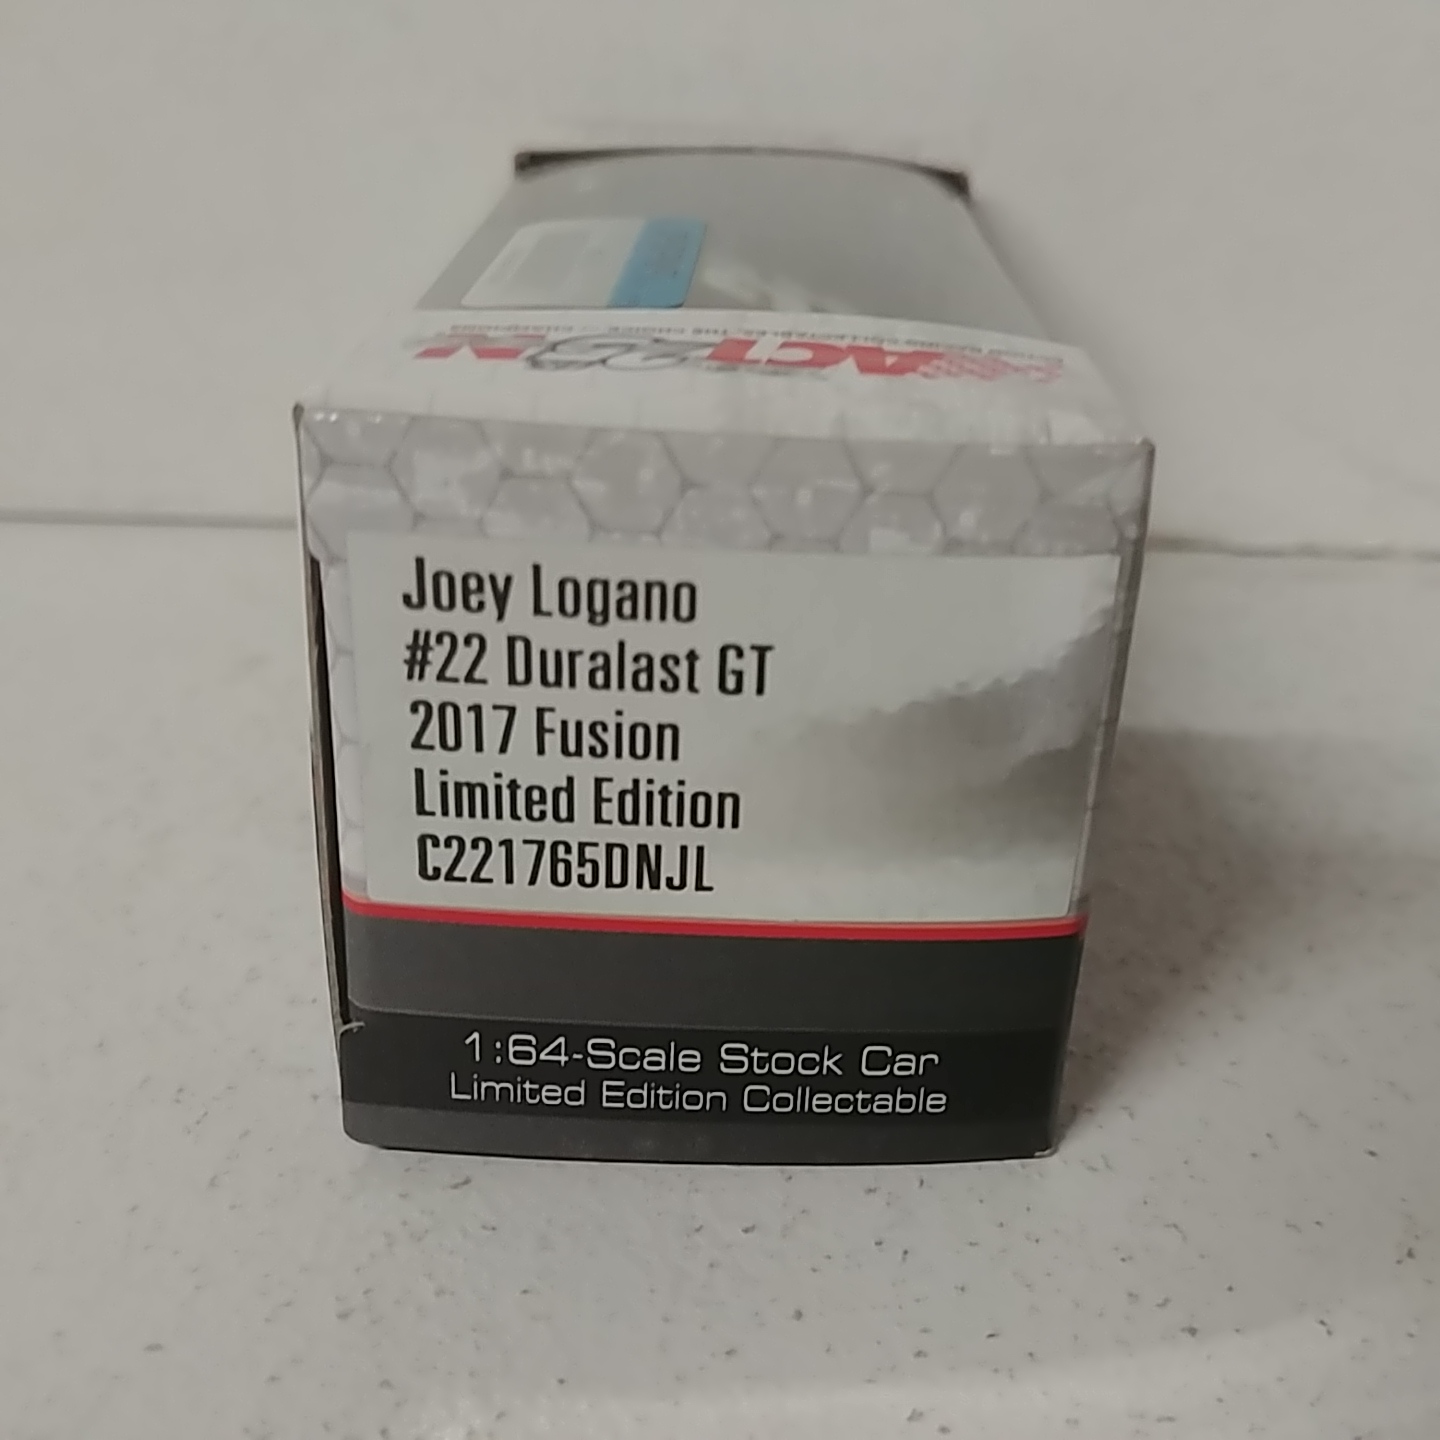 Joey Logano
#22 Duralast GT
2017 Fusion
Limited Edition
C221765DNJL
1:64-Scale Stock Car
Limited Edition Collectable